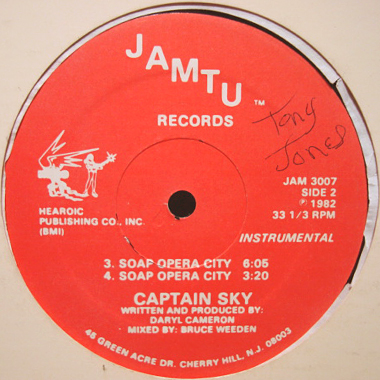 JAMTU ™
RECORDS
Tony
Jones
JAM 3007
SIDE 2
℗ 1982
33 1/3 RPM
HEAROIC
PUBLISHING CO., INC.
(BMI)
INSTRUMENTAL
3. SOAP OPERA CITY 6:05
4. SOAP OPERA CITY 3:20
CAPTAIN SKY
WRITTEN AND PRODUCED BY:
DARYL CAMERON
MIXED BY: BRUCE WEEDEN
45 GREEN ACRE DR. CHERRY HILL, N.J. 08003